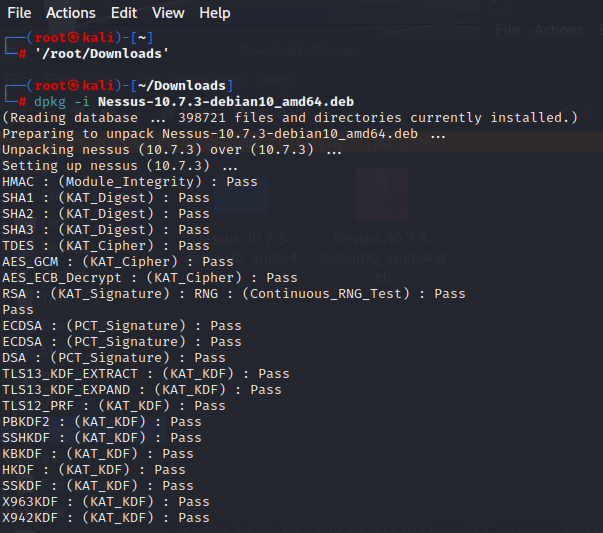 File Actions Edit View Help
┌──(root㉿kali)-[~]
└─# '/root/Downloads'
┌──(root㉿kali)-[~/Downloads]
└─# dpkg -i Nessus-10.7.3-debian10_amd64.deb
(Reading database ... 398721 files and directories currently installed.)
Preparing to unpack Nessus-10.7.3-debian10_amd64.deb ...
Unpacking nessus (10.7.3) over (10.7.3) ...
Setting up nessus (10.7.3) ...
HMAC : (Module_Integrity) : Pass
SHA1 : (KAT_Digest) : Pass
SHA2 : (KAT_Digest) : Pass
SHA3 : (KAT_Digest) : Pass
TDES : (KAT_Cipher) : Pass
AES_GCM : (KAT_Cipher) : Pass
AES_ECB_Decrypt : (KAT_Cipher) : Pass
RSA : (KAT_Signature) : RNG : (Continuous_RNG_Test) : Pass
Pass
ECDSA : (PCT_Signature) : Pass
ECDSA : (PCT_Signature) : Pass
DSA : (PCT_Signature) : Pass
TLS13_KDF_EXTRACT : (KAT_KDF) : Pass
TLS13_KDF_EXPAND : (KAT_KDF) : Pass
TLS12_PRF : (KAT_KDF) : Pass
PBKDF2 : (KAT_KDF) : Pass
SSHKDF : (KAT_KDF) : Pass
KBKDF : (KAT_KDF) : Pass
HKDF : (KAT_KDF) : Pass
SSKDF : (KAT_KDF) : Pass
X963KDF : (KAT_KDF) : Pass
X942KDF : (KAT_KDF) : Pass